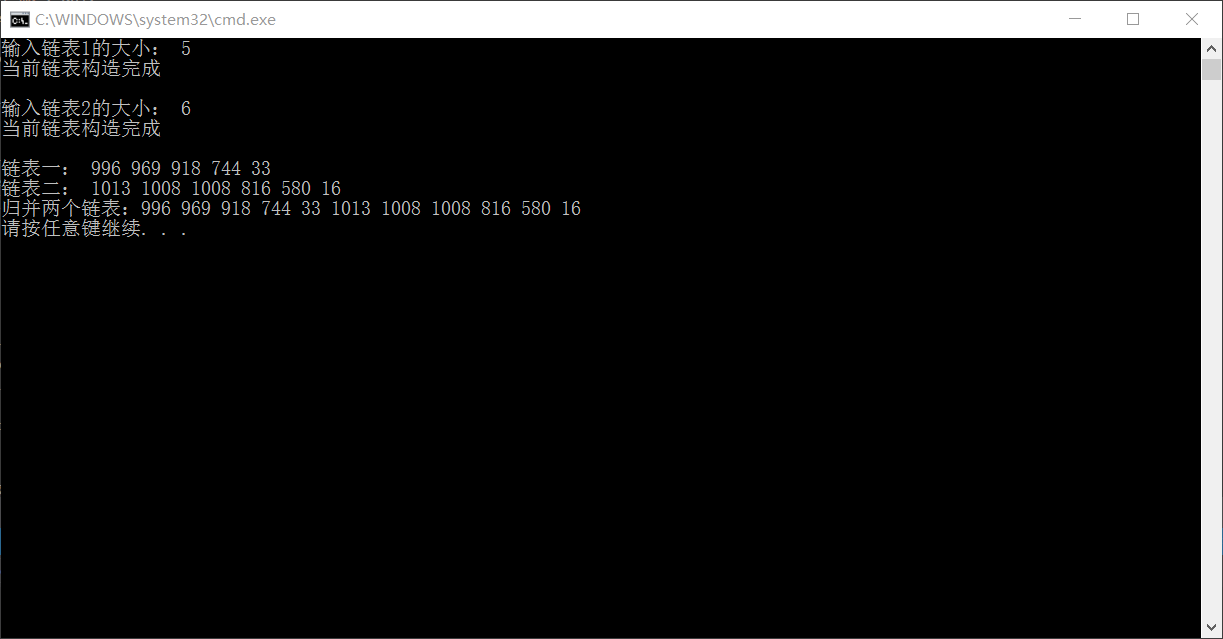 C:\WINDOWS\system32\cmd.exe
输入链表1的大小： 5
当前链表构造完成
输入链表2的大小： 6
当前链表构造完成
链表一： 996 969 918 744 33
链表二： 1013 1008 1008 816 580 16
归并两个链表：996 969 918 744 33 1013 1008 1008 816 580 16
请按任意键继续. . .